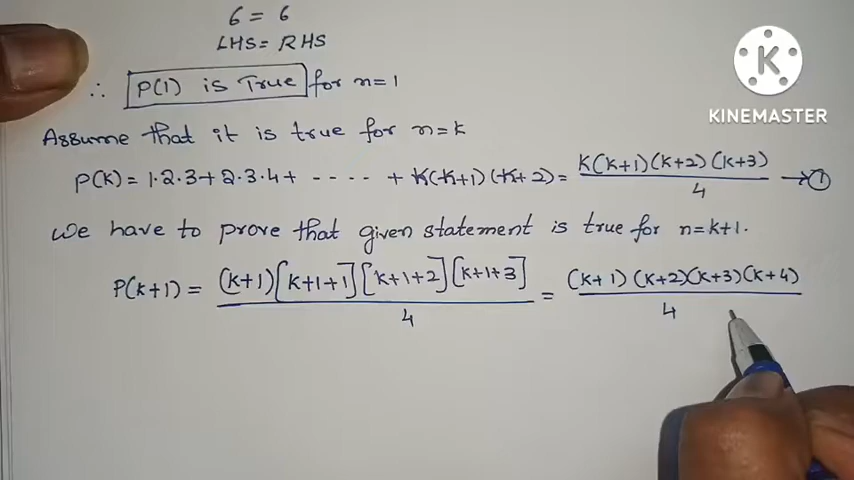 6 = 6
LHS = RHS
∴ P(1) is True for n=1
Assume that it is true for n=k
P(k) = 1·2·3+2·3·4+ ····· + k(k+1)(k+2) = k(k+1)(k+2)(k+3)/4 → ①
We have to prove that given statement is true for n=k+1.
P(k+1) = (k+1)[k+1+1][k+1+2][k+1+3]/4 = (k+1)(k+2)(k+3)(k+4)/4
K
KINEMASTER